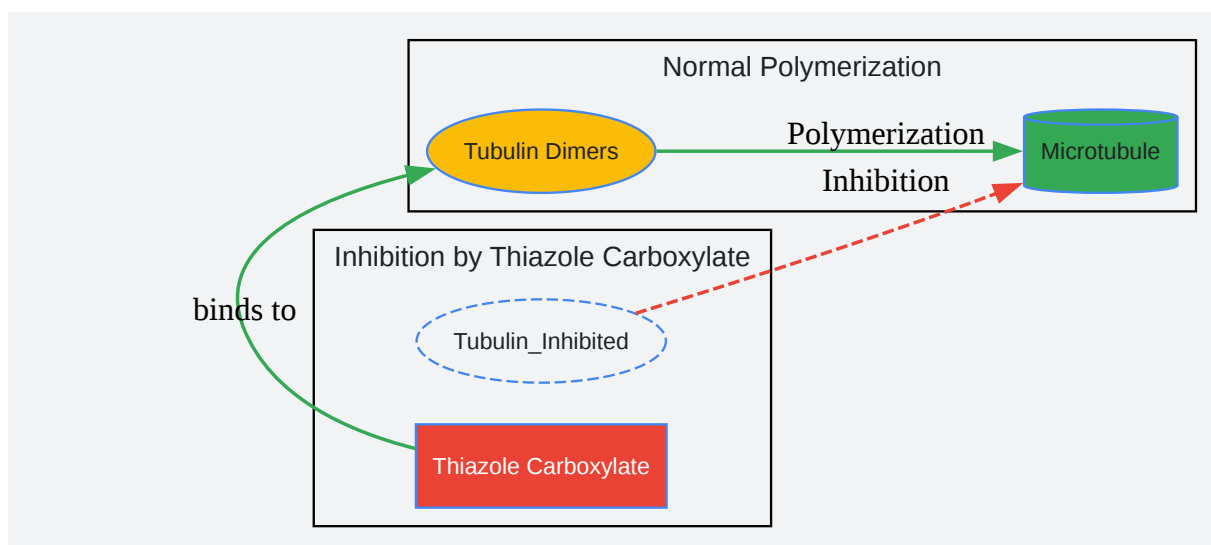 Normal Polymerization
Tubulin Dimers
Polymerization
Microtubule
Inhibition
Inhibition by Thiazole Carboxylate
binds to
Tubulin_Inhibited
Thiazole Carboxylate